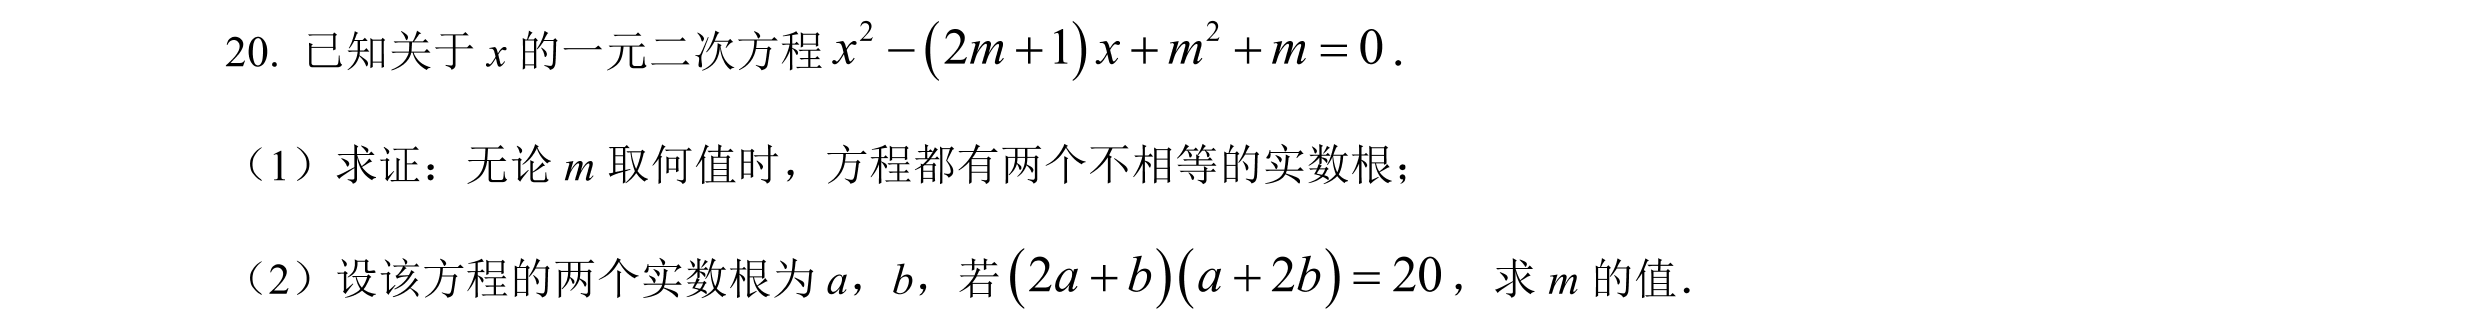 20. 已知关于 x 的一元二次方程 x² −(2m+1)x+m² +m=0．
（1）求证：无论 m 取何值时，方程都有两个不相等的实数根；
（2）设该方程的两个实数根为 a，b，若(2a+b)(a+2b)=20，求 m 的值．